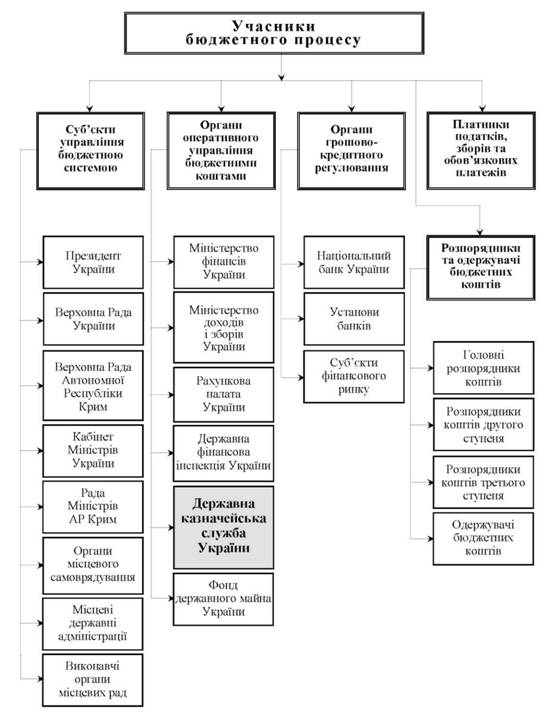 Учасники
бюджетного процесу
Суб'єкти
управління
бюджетною
системою
Президент
України
Верховна Рада
України
Верховна Рада
Автономної
Республіки
Крим
Кабінет
Міністрів
України
Рада
Міністрів
АР Крим
Органи
місцевого
самоврядування
Місцеві
державні
адміністрації
Виконавчі
органи
місцевих рад
Органи
оперативного
управління
бюджетними
коштами
Міністерство
фінансів
України
Міністерство
доходів
і зборів
України
Рахункова
палата
України
Державна
фінансова
інспекція України
Державна
казначейська
служба
України
Фонд
державного майна
України
Органи
грошово-
кредитного
регулювання
Національний
банк України
Установи
банків
Суб'єкти
фінансового
ринку
Платники
податків,
зборів та
обов'язкових
платежів
Розпорядники
та одержувачі
бюджетних
коштів
Головні
розпорядники
коштів
Розпорядники
коштів другого
ступеня
Розпорядники
коштів третього
ступеня
Одержувачі
бюджетних
коштів